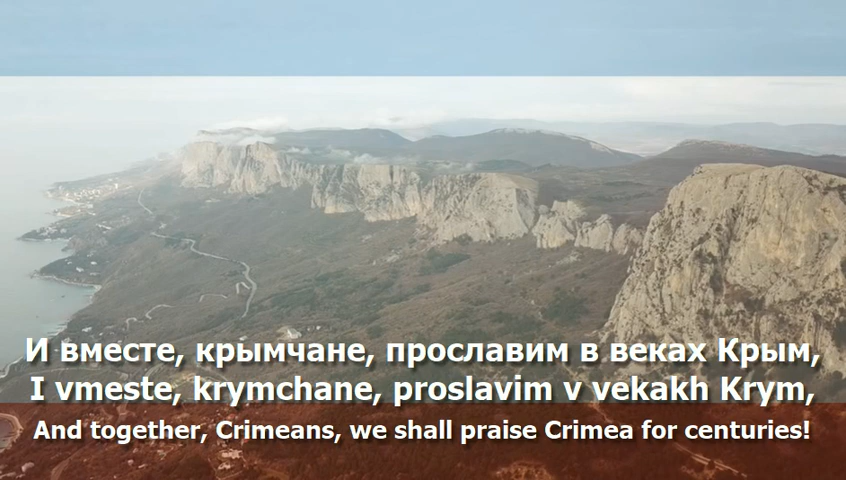 И вместе, крымчане, прославим в веках Крым,
I vmeste, krymchane, proslavim v vekakh Krym,
And together, Crimeans, we shall praise Crimea for centuries!